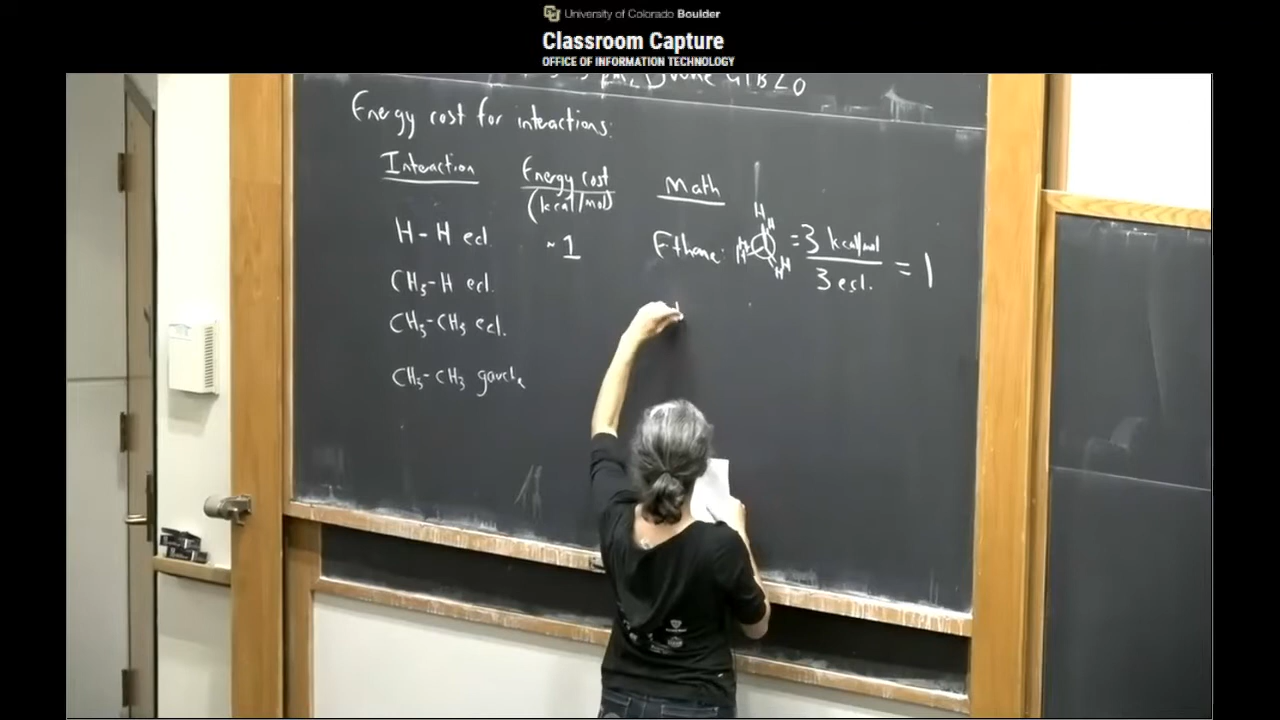 University of Colorado Boulder
Classroom Capture
OFFICE OF INFORMATION TECHNOLOGY
Energy cost for interactions:
Interaction Energy cost (kcal/mol) Math
H-H ecl. ~1 Ethane: H H H H H H = 3 kcal/mol / 3 ecl. = 1
CH3-H ecl.
CH3-CH3 ecl.
CH3-CH3 gauche